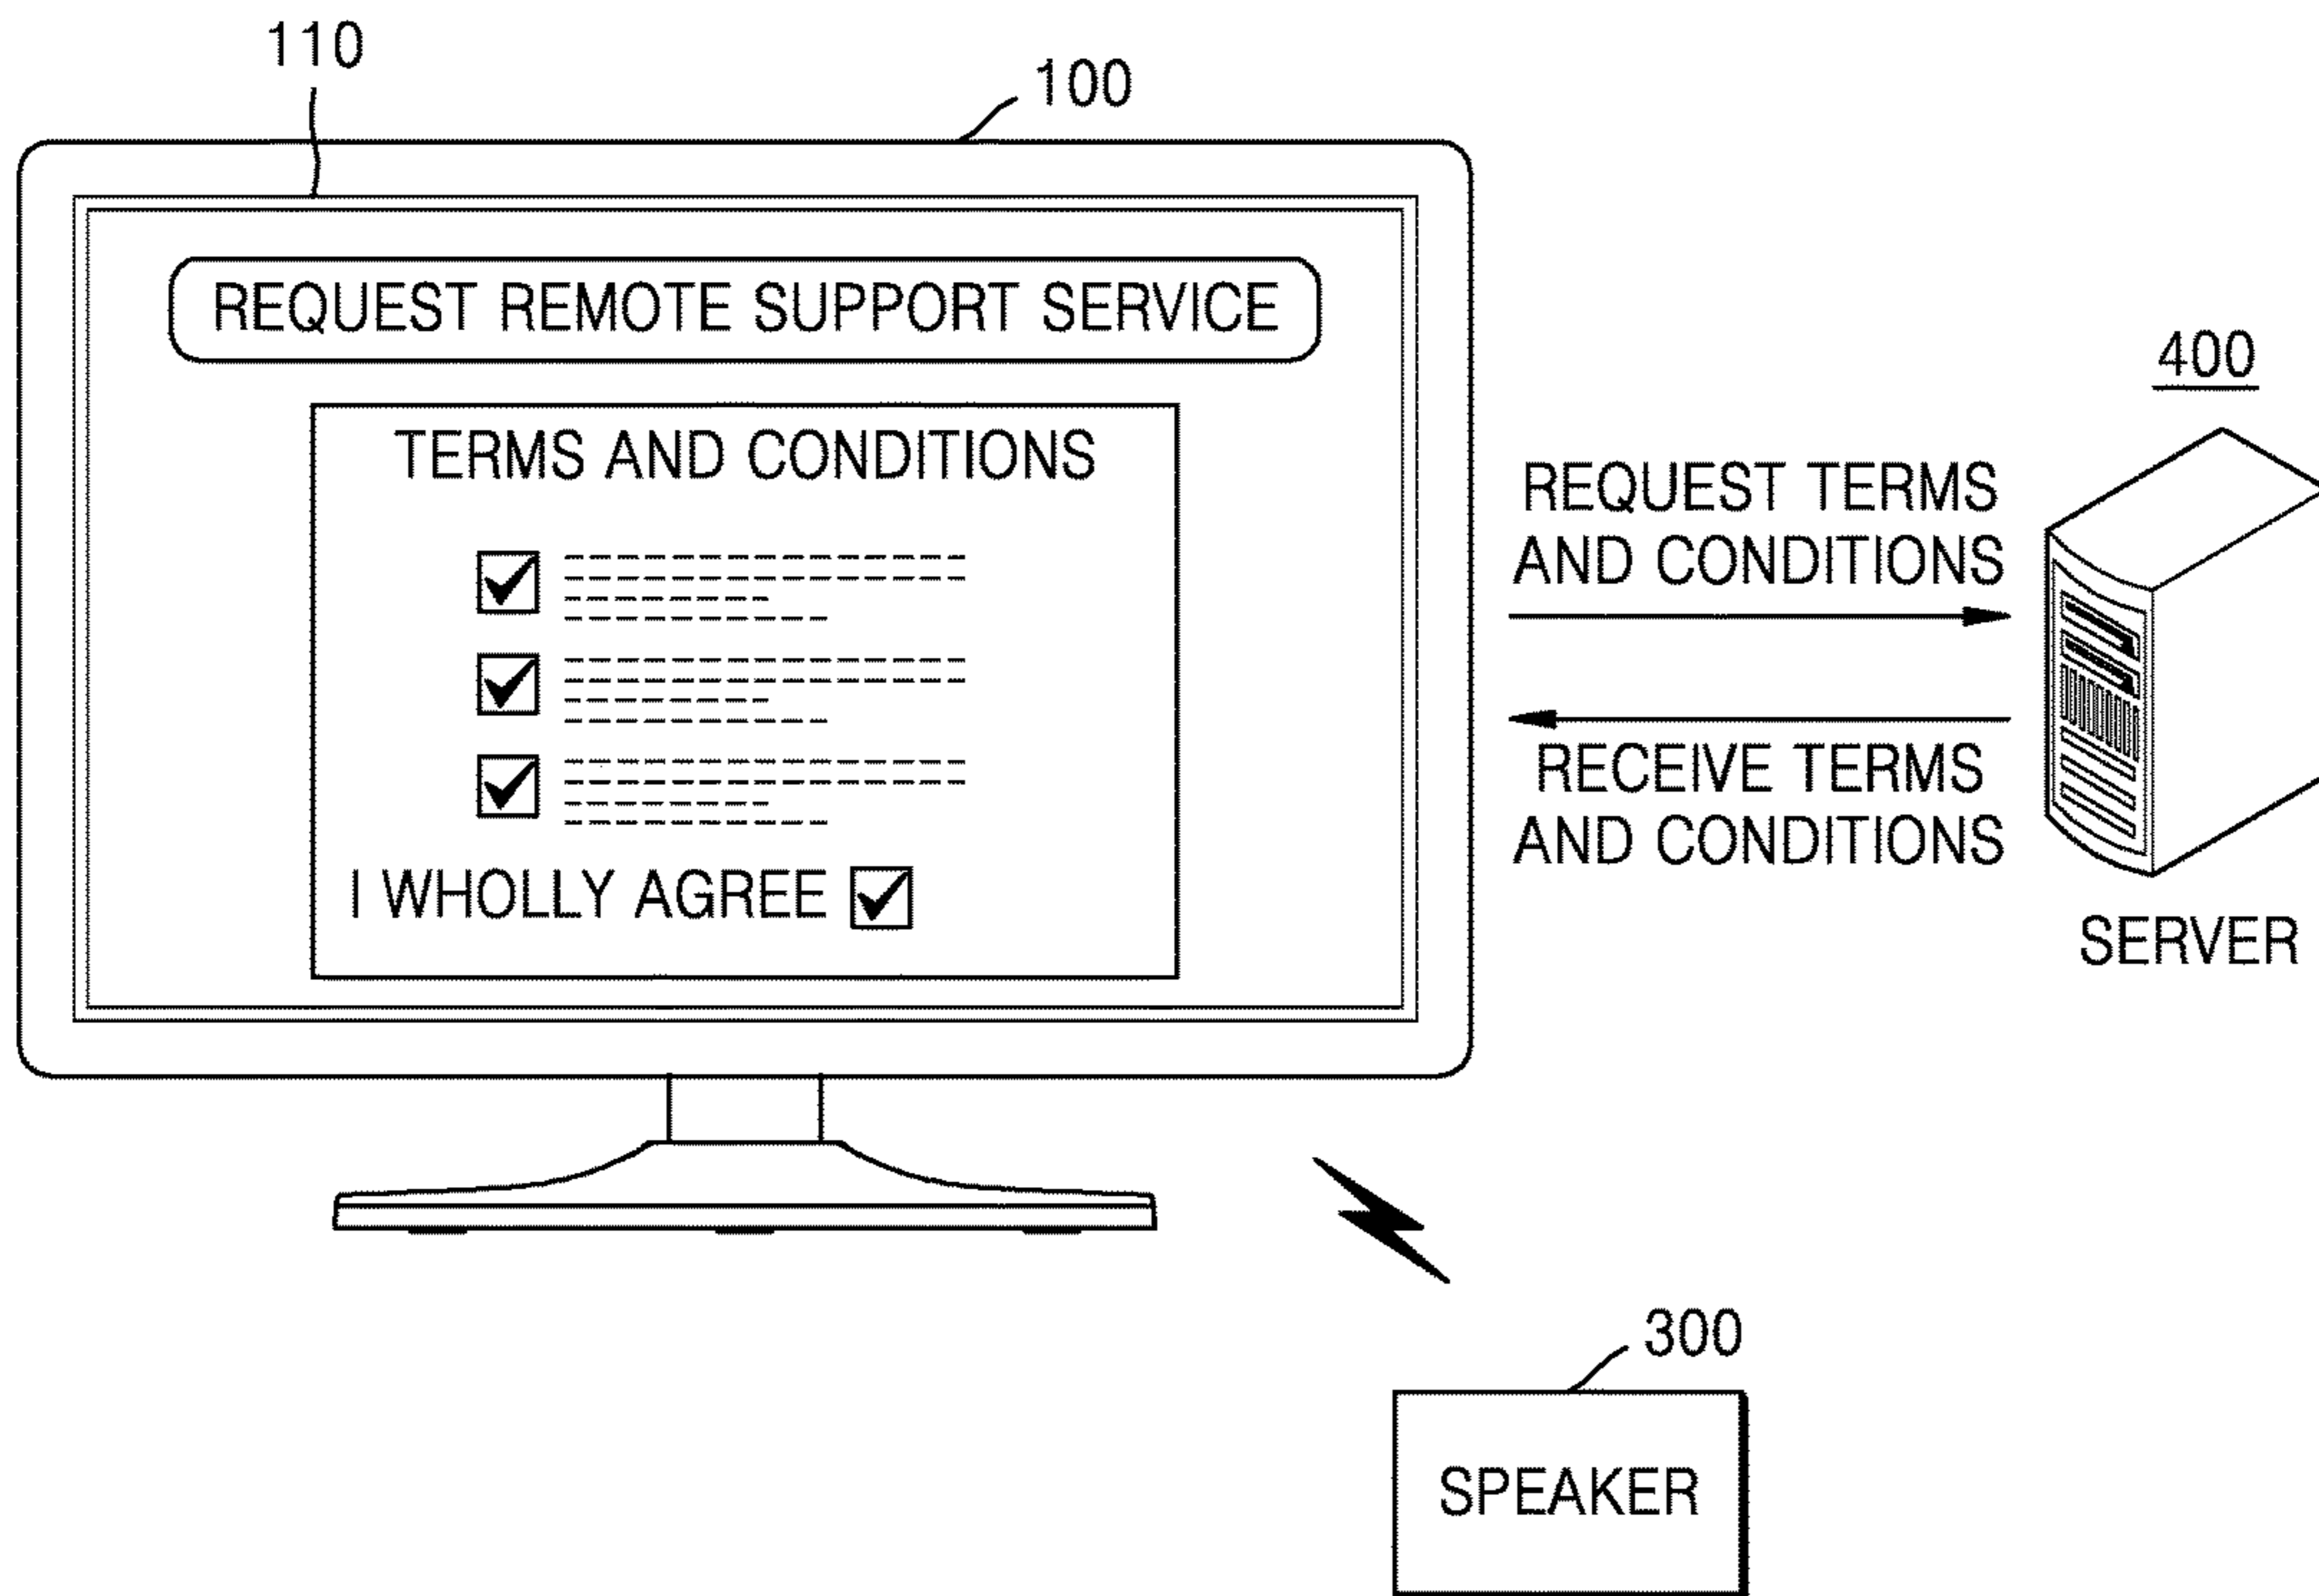 110
100
REQUEST REMOTE SUPPORT SERVICE
TERMS AND CONDITIONS
I WHOLLY AGREE
REQUEST TERMS
AND CONDITIONS
RECEIVE TERMS
AND CONDITIONS
400
SERVER
300
SPEAKER